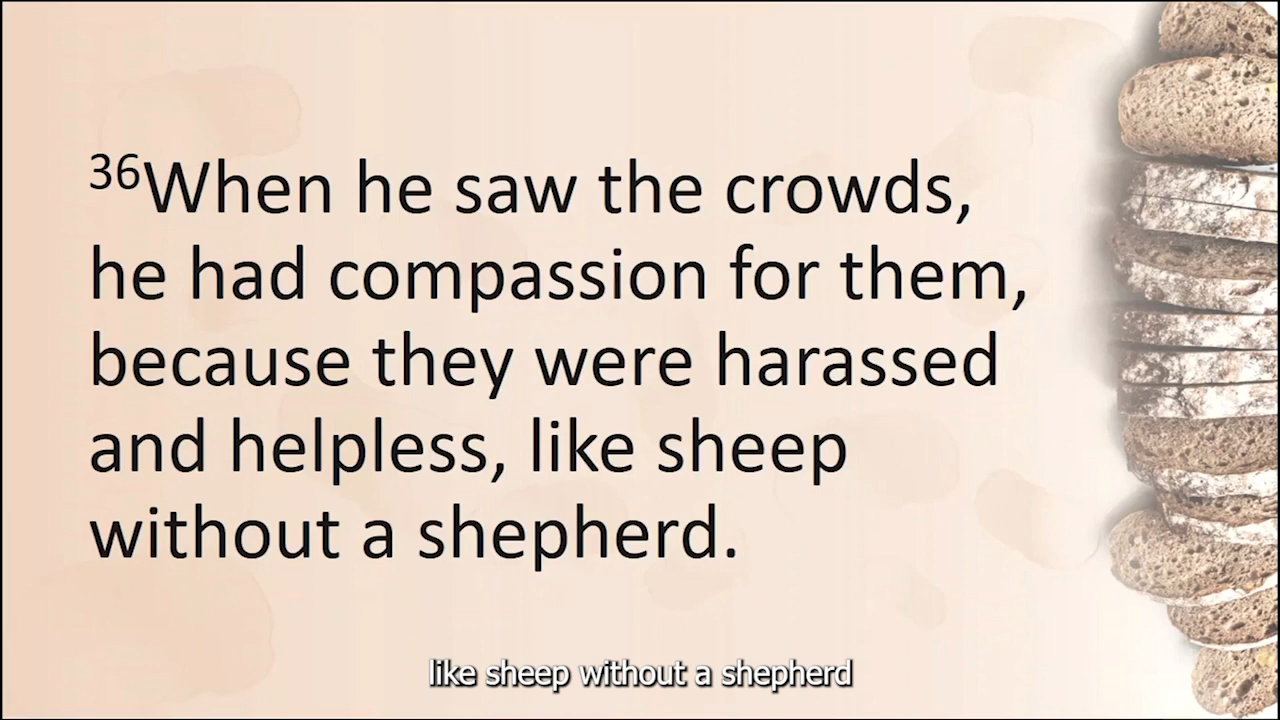 36When he saw the crowds,
he had compassion for them,
because they were harassed
and helpless, like sheep
without a shepherd.
like sheep without a shepherd